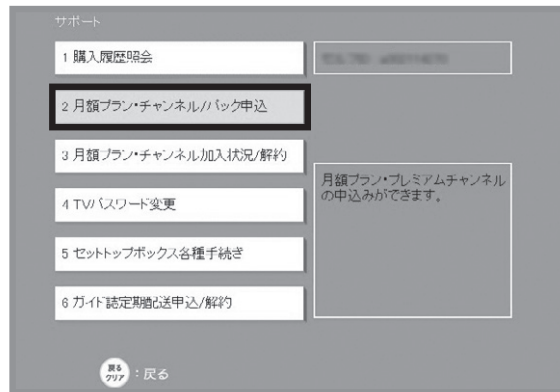 サポート
1 購入履歴照会
2 月額プラン・チャンネル/パック申込
3 月額プラン・チャンネル加入状況/解約
4 TVパスワード変更
5 セットトップボックス各種手続き
6 ガイド誌定期配送申込/解約
月額プラン・プレミアムチャンネル
の申込みができます。
戻る
クリア
：戻る